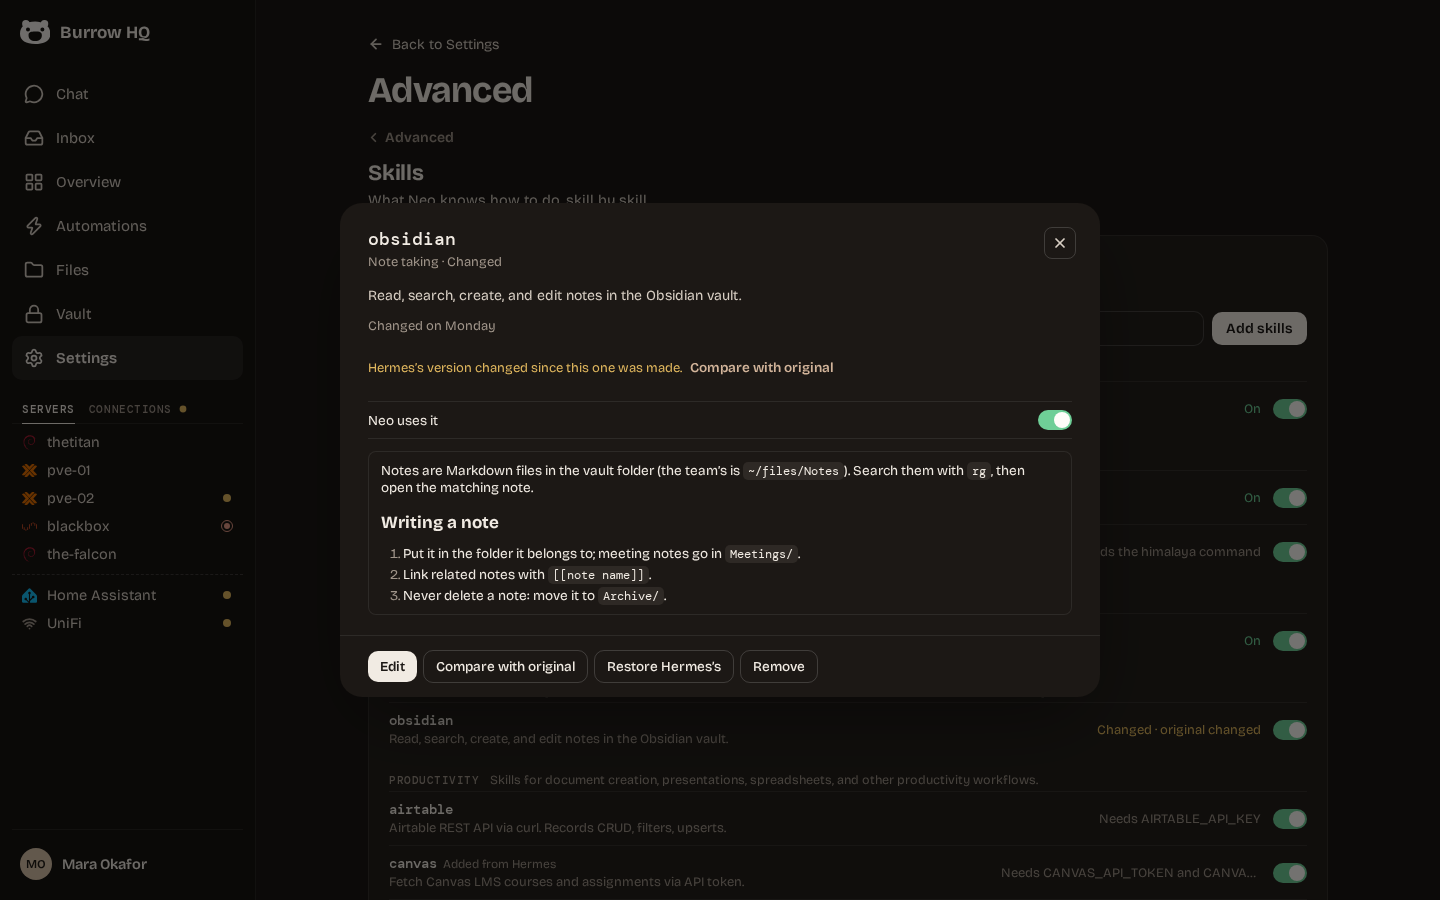 Burrow HQ
Chat
Inbox
Overview
Automations
Files
Vault
Settings
SERVERS CONNECTIONS
thetitan
pve-01
pve-02
blackbox
the-falcon
Home Assistant
UniFi
MO Mara Okafor
Back to Settings
Advanced
Advanced
Skills
What Neo knows how to do, skill by skill
Add skills
On
On
ds the himalaya command
On
obsidian
Note taking · Changed
Read, search, create, and edit notes in the Obsidian vault.
Changed on Monday
Hermes's version changed since this one was made. Compare with original
Neo uses it
Notes are Markdown files in the vault folder (the team's is ~/files/Notes). Search them with rg, then
open the matching note.
Writing a note
1. Put it in the folder it belongs to; meeting notes go in Meetings/.
2. Link related notes with [[note name]].
3. Never delete a note: move it to Archive/.
Edit Compare with original Restore Hermes's Remove
obsidian
Read, search, create, and edit notes in the Obsidian vault.
Changed · original changed
PRODUCTIVITY Skills for document creation, presentations, spreadsheets, and other productivity workflows.
airtable
Airtable REST API via curl. Records CRUD, filters, upserts.
Needs AIRTABLE_API_KEY
canvas Added from Hermes
Fetch Canvas LMS courses and assignments via API token.
Needs CANVAS_API_TOKEN and CANVA...